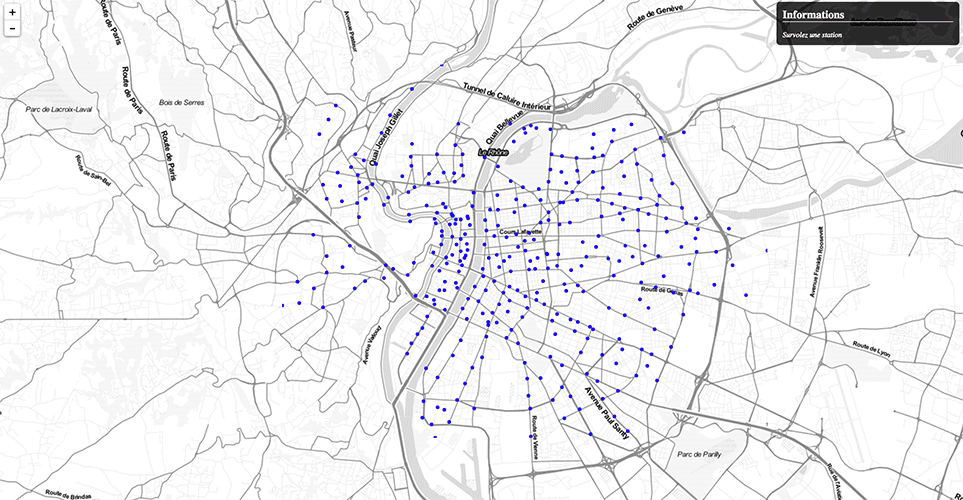 +
−
Informations
Survolez une station
Route de Paris
Avenue Pasteur
Route de Genève
Route de Paris
Tunnel de Caluire Intérieur
Parc de Lacroix-Laval
Bois de Serres
Quai Joseph Gillet
Quai Bellevue
Route de Paris
Le Rhône
Route de Sain-Bel
Cours Lafayette
Avenue Franklin Roosevelt
Route de Genas
Avenue Valioud
Route de Lyon
Avenue Paul Santy
Route de Vienne
Parc de Parilly
Route de Brindas